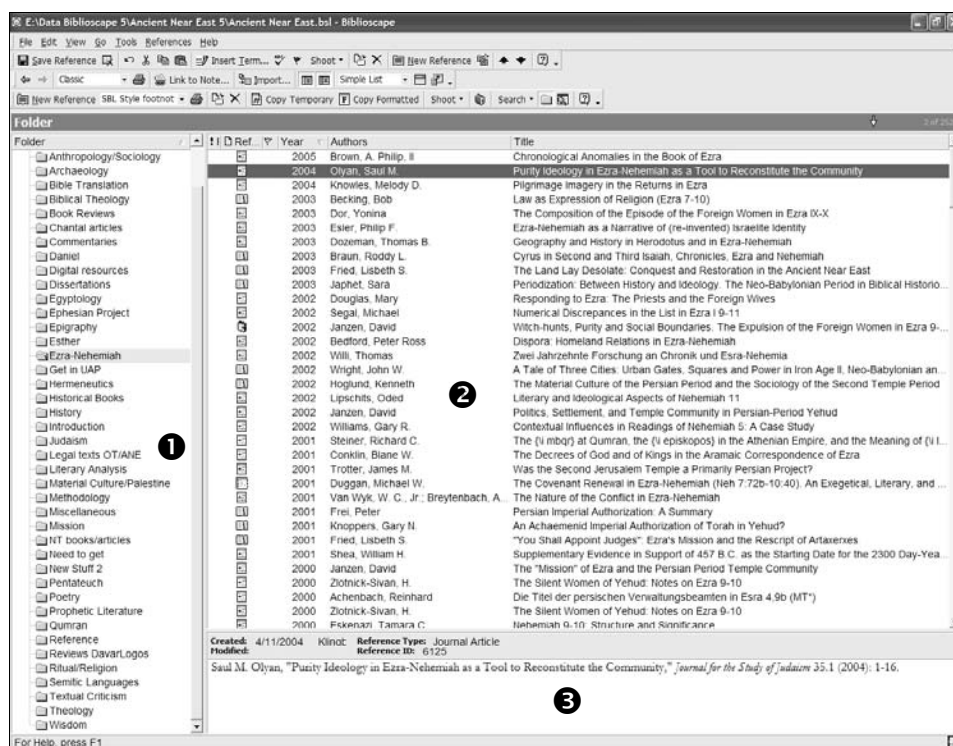 E:\Data Biblioscape 5\Ancient Near East 5\Ancient Near East.bsl - Biblioscape
File Edit View Go Tools References Help
Save Reference Insert Term... Shoot New Reference
Classic Link to Note... Import... Simple List
New Reference SBL Style footnot Copy Temporary Copy Formatted Shoot Search
Folder
Folder
Anthropology/Sociology
Archaeology
Bible Translation
Biblical Theology
Book Reviews
Chantal articles
Commentaries
Daniel
Digital resources
Dissertations
Egyptology
Ephesian Project
Epigraphy
Esther
Ezra-Nehemiah
Get in UAP
Hermeneutics
Historical Books
History
Introduction
Judaism
Legal texts OT/ANE
Literary Analysis
Material Culture/Palestine
Methodology
Miscellaneous
Mission
NT books/articles
Need to get
New Stuff 2
Pentateuch
Poetry
Prophetic Literature
Qumran
Reference
Reviews DavarLogos
Ritual/Religion
Semitic Languages
Textual Criticism
Theology
Wisdom
1
Ref... Year Authors Title
2005 Brown, A. Philip, II Chronological Anomalies in the Book of Ezra
2004 Olyan, Saul M. Purity Ideology in Ezra-Nehemiah as a Tool to Reconstitute the Community
2004 Knowles, Melody D. Pilgrimage Imagery in the Returns in Ezra
2003 Becking, Bob Law as Expression of Religion (Ezra 7-10)
2003 Dor, Yonina The Composition of the Episode of the Foreign Women in Ezra IX-X
2003 Esler, Philip F. Ezra-Nehemiah as a Narrative of (re-invented) Israelite Identity
2003 Dozeman, Thomas B. Geography and History in Herodotus and in Ezra-Nehemiah
2003 Braun, Roddy L. Cyrus in Second and Third Isaiah, Chronicles, Ezra and Nehemiah
2003 Fried, Lisbeth S. The Land Lay Desolate: Conquest and Restoration in the Ancient Near East
2003 Japhet, Sara Periodization: Between History and Ideology. The Neo-Babylonian Period in Biblical Historio...
2002 Douglas, Mary Responding to Ezra: The Priests and the Foreign Wives
2002 Segal, Michael Numerical Discrepancies in the List in Ezra I 9-11
2002 Janzen, David Witch-hunts, Purity and Social Boundaries. The Expulsion of the Foreign Women in Ezra 9-...
2002 Bedford, Peter Ross Dispora: Homeland Relations in Ezra-Nehemiah
2002 Willi, Thomas Zwei Jahrzehnte Forschung an Chronik und Esra-Nehemia
2002 Wright, John W. A Tale of Three Cities: Urban Gates, Squares and Power in Iron Age II, Neo-Babylonian an...
2002 Hoglund, Kenneth The Material Culture of the Persian Period and the Sociology of the Second Temple Period
2002 Lipschits, Oded Literary and Ideological Aspects of Nehemiah 11
2002 Janzen, David Politics, Settlement, and Temple Community in Persian-Period Yehud
2002 Williams, Gary R. Contextual Influences in Readings of Nehemiah 5: A Case Study
2001 Steiner, Richard C. The {\i mbqr} at Qumran, the {\i episkopos} in the Athenian Empire, and the Meaning of {\i l...
2001 Conklin, Blane W. The Decrees of God and of Kings in the Aramaic Correspondence of Ezra
2001 Trotter, James M. Was the Second Jerusalem Temple a Primarily Persian Project?
2001 Duggan, Michael W. The Covenant Renewal in Ezra-Nehemiah (Neh 7:72b-10:40). An Exegetical, Literary, and ...
2001 Van Wyk, W. C., Jr.; Breytenbach, A... The Nature of the Conflict in Ezra-Nehemiah
2001 Frei, Peter Persian Imperial Authorization: A Summary
2001 Knoppers, Gary N. An Achaemenid Imperial Authorization of Torah in Yehud?
2001 Fried, Lisbeth S. "You Shall Appoint Judges": Ezra's Mission and the Rescript of Artaxerxes
2001 Shea, William H. Supplementary Evidence in Support of 457 B.C. as the Starting Date for the 2300 Day-Yea...
2000 Janzen, David The "Mission" of Ezra and the Persian Period Temple Community
2000 Zlotnick-Sivan, H. The Silent Women of Yehud: Notes on Ezra 9-10
2000 Achenbach, Reinhard Die Titel der persischen Verwaltungsbeamten in Esra 4,9b (MT*)
2000 Zlotnick-Sivan, H. The Silent Women of Yehud: Notes on Ezra 9-10
2000 Eskenazi, Tamara C. Nehemiah 9-10: Structure and Significance
2
Created: 4/11/2004 Klingb: Reference Type: Journal Article
Modified: Reference ID: 6125
Saul M. Olyan, "Purity Ideology in Ezra-Nehemiah as a Tool to Reconstitute the Community," Journal for the Study of Judaism 35.1 (2004): 1-16.
3
For Help, press F1